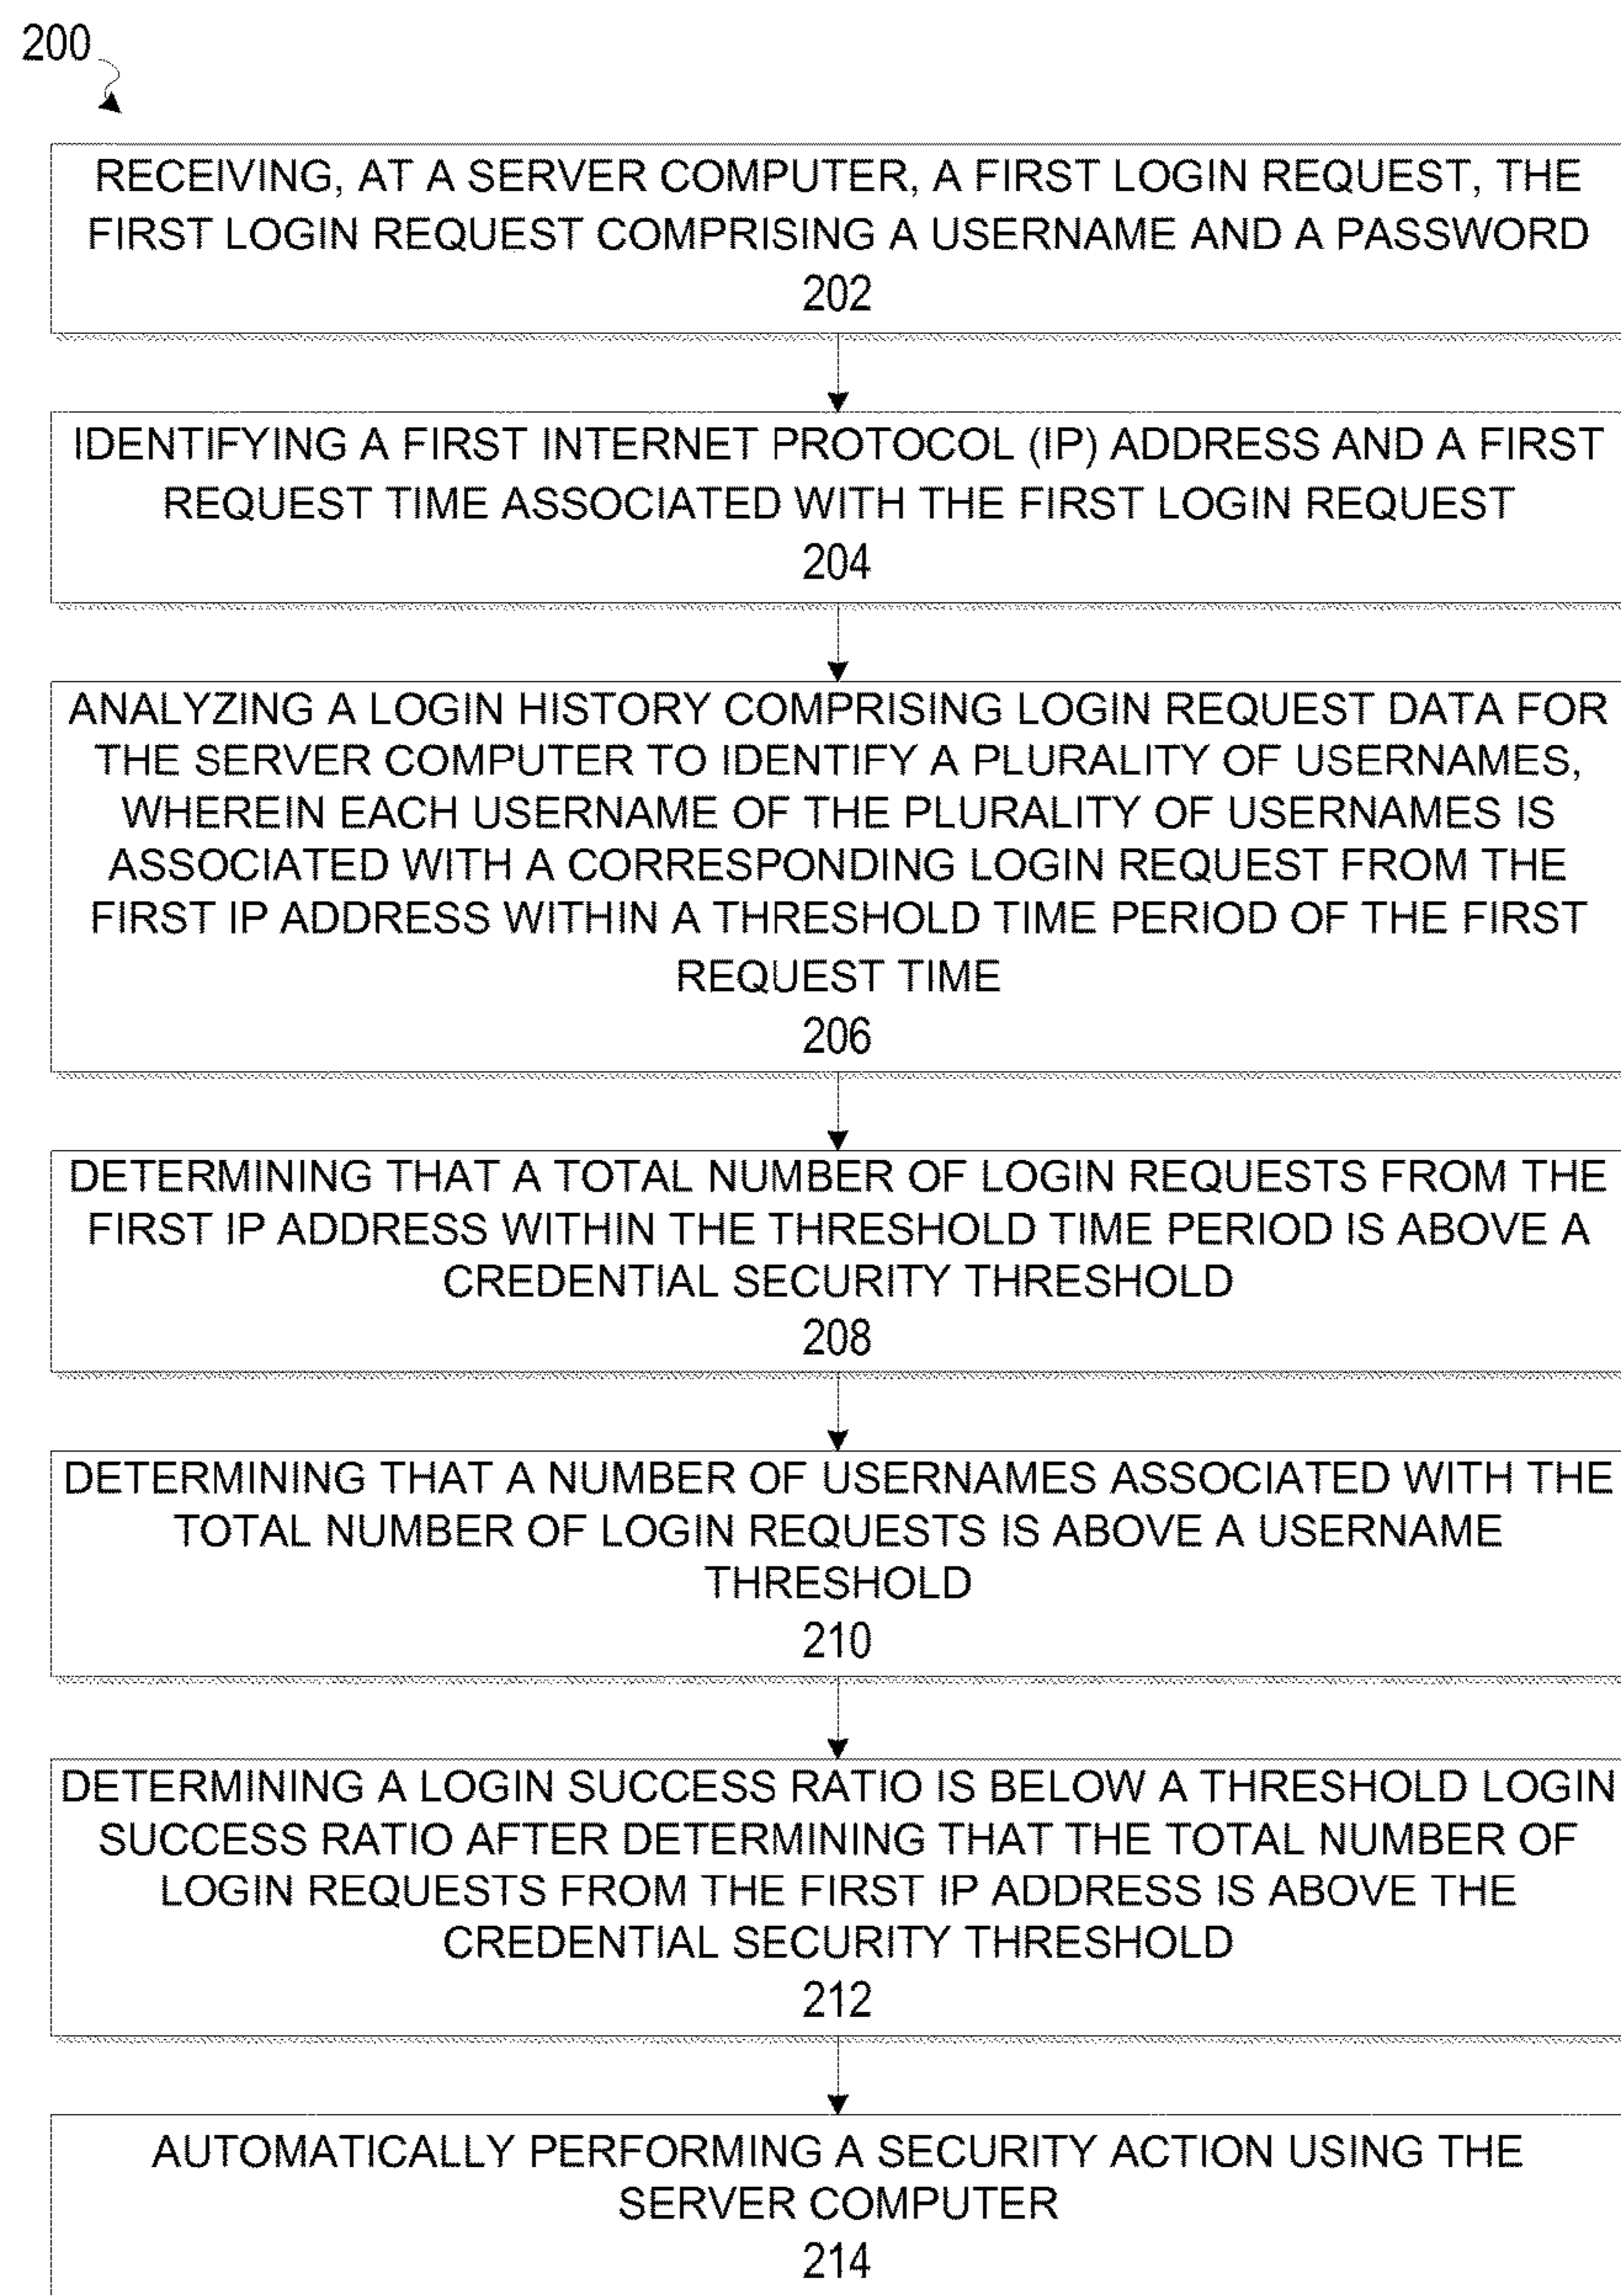 200
RECEIVING, AT A SERVER COMPUTER, A FIRST LOGIN REQUEST, THE
FIRST LOGIN REQUEST COMPRISING A USERNAME AND A PASSWORD
202
IDENTIFYING A FIRST INTERNET PROTOCOL (IP) ADDRESS AND A FIRST
REQUEST TIME ASSOCIATED WITH THE FIRST LOGIN REQUEST
204
ANALYZING A LOGIN HISTORY COMPRISING LOGIN REQUEST DATA FOR
THE SERVER COMPUTER TO IDENTIFY A PLURALITY OF USERNAMES,
WHEREIN EACH USERNAME OF THE PLURALITY OF USERNAMES IS
ASSOCIATED WITH A CORRESPONDING LOGIN REQUEST FROM THE
FIRST IP ADDRESS WITHIN A THRESHOLD TIME PERIOD OF THE FIRST
REQUEST TIME
206
DETERMINING THAT A TOTAL NUMBER OF LOGIN REQUESTS FROM THE
FIRST IP ADDRESS WITHIN THE THRESHOLD TIME PERIOD IS ABOVE A
CREDENTIAL SECURITY THRESHOLD
208
DETERMINING THAT A NUMBER OF USERNAMES ASSOCIATED WITH THE
TOTAL NUMBER OF LOGIN REQUESTS IS ABOVE A USERNAME
THRESHOLD
210
DETERMINING A LOGIN SUCCESS RATIO IS BELOW A THRESHOLD LOGIN
SUCCESS RATIO AFTER DETERMINING THAT THE TOTAL NUMBER OF
LOGIN REQUESTS FROM THE FIRST IP ADDRESS IS ABOVE THE
CREDENTIAL SECURITY THRESHOLD
212
AUTOMATICALLY PERFORMING A SECURITY ACTION USING THE
SERVER COMPUTER
214